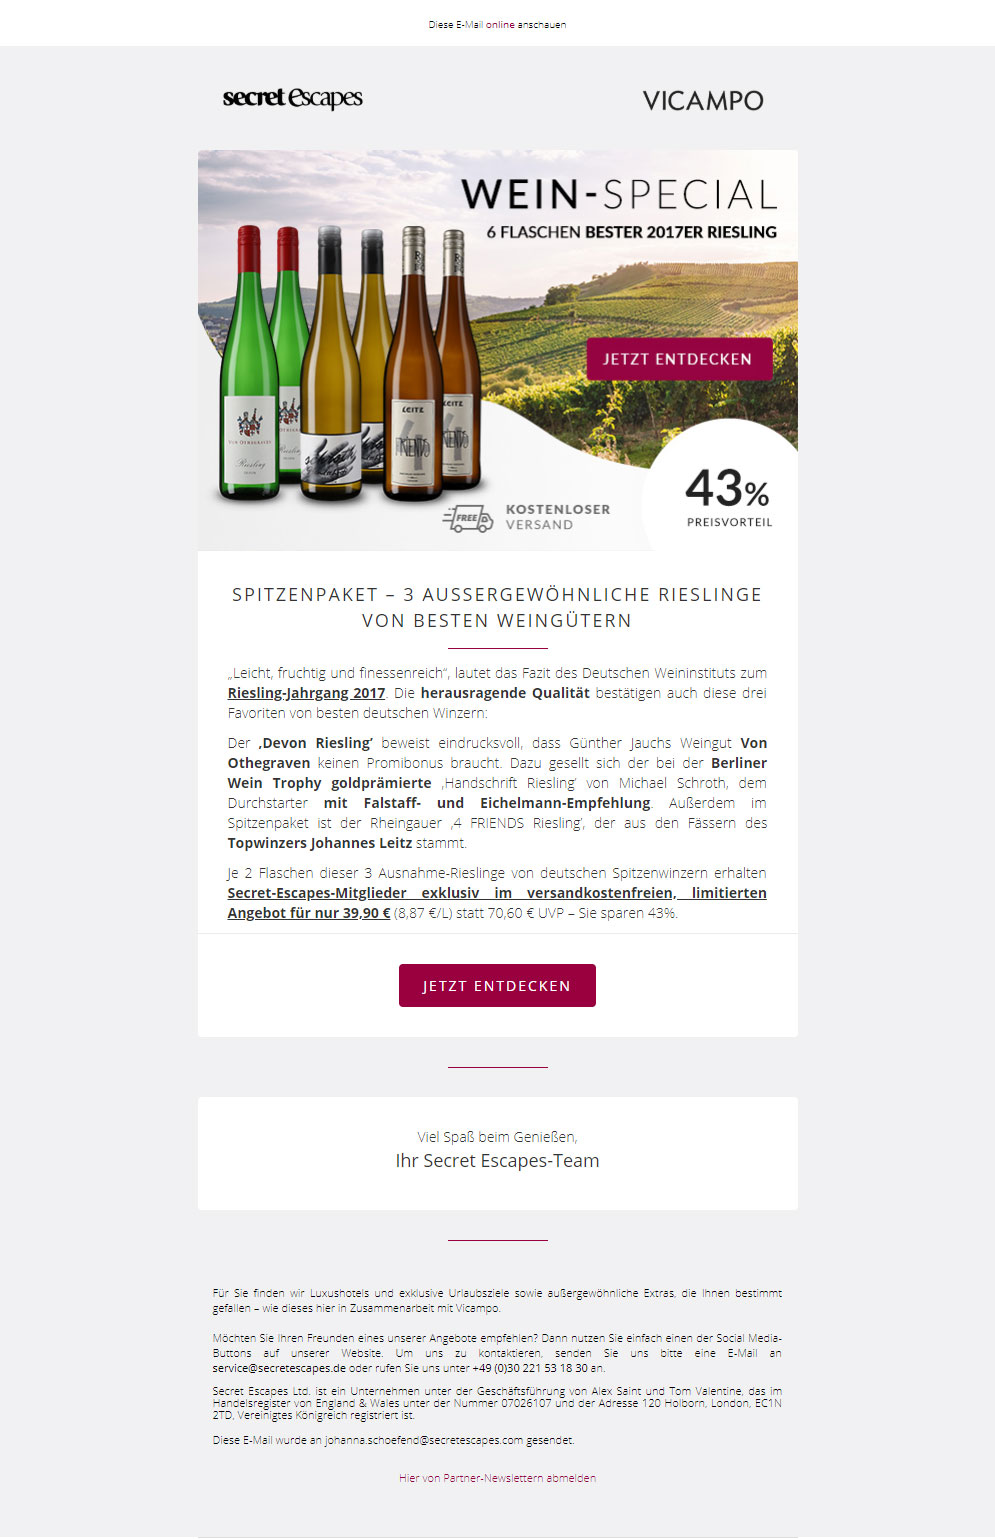 Diese E-Mail online anschauen
secret escapes
VICAMPO
WEIN-SPECIAL
6 FLASCHEN BESTER 2017ER RIESLING
JETZT ENTDECKEN
VON OTHEGRAVEN
Riesling
LEITZ
LEITZ
FREE
KOSTENLOSER
VERSAND
43%
PREISVORTEIL
SPITZENPAKET – 3 AUSSERGEWÖHNLICHE RIESLINGE
VON BESTEN WEINGÜTERN
„Leicht, fruchtig und finessenreich“, lautet das Fazit des Deutschen Weininstituts zum
Riesling-Jahrgang 2017. Die herausragende Qualität bestätigen auch diese drei
Favoriten von besten deutschen Winzern:
Der ‚Devon Riesling’ beweist eindrucksvoll, dass Günther Jauchs Weingut Von
Othegraven keinen Promibonus braucht. Dazu gesellt sich der bei der Berliner
Wein Trophy goldprämierte ‚Handschrift Riesling’ von Michael Schroth, dem
Durchstarter mit Falstaff- und Eichelmann-Empfehlung. Außerdem im
Spitzenpaket ist der Rheingauer ‚4 FRIENDS Riesling’, der aus den Fässern des
Topwinzers Johannes Leitz stammt.
Je 2 Flaschen dieser 3 Ausnahme-Rieslinge von deutschen Spitzenwinzern erhalten
Secret-Escapes-Mitglieder exklusiv im versandkostenfreien, limitierten
Angebot für nur 39,90 € (8,87 €/L) statt 70,60 € UVP – Sie sparen 43%.
JETZT ENTDECKEN
Viel Spaß beim Genießen,
Ihr Secret Escapes-Team
Für Sie finden wir Luxushotels und exklusive Urlaubsziele sowie außergewöhnliche Extras, die Ihnen bestimmt
gefallen – wie dieses hier in Zusammenarbeit mit Vicampo.
Möchten Sie Ihren Freunden eines unserer Angebote empfehlen? Dann nutzen Sie einfach einen der Social Media-
Buttons auf unserer Website. Um uns zu kontaktieren, senden Sie uns bitte eine E-Mail an
service@secretescapes.de oder rufen Sie uns unter +49 (0)30 221 53 18 30 an.
Secret Escapes Ltd. ist ein Unternehmen unter der Geschäftsführung von Alex Saint und Tom Valentine, das im
Handelsregister von England & Wales unter der Nummer 07026107 und der Adresse 120 Holborn, London, EC1N
2TD, Vereinigtes Königreich registriert ist.
Diese E-Mail wurde an johanna.schoefend@secretescapes.com gesendet.
Hier von Partner-Newslettern abmelden